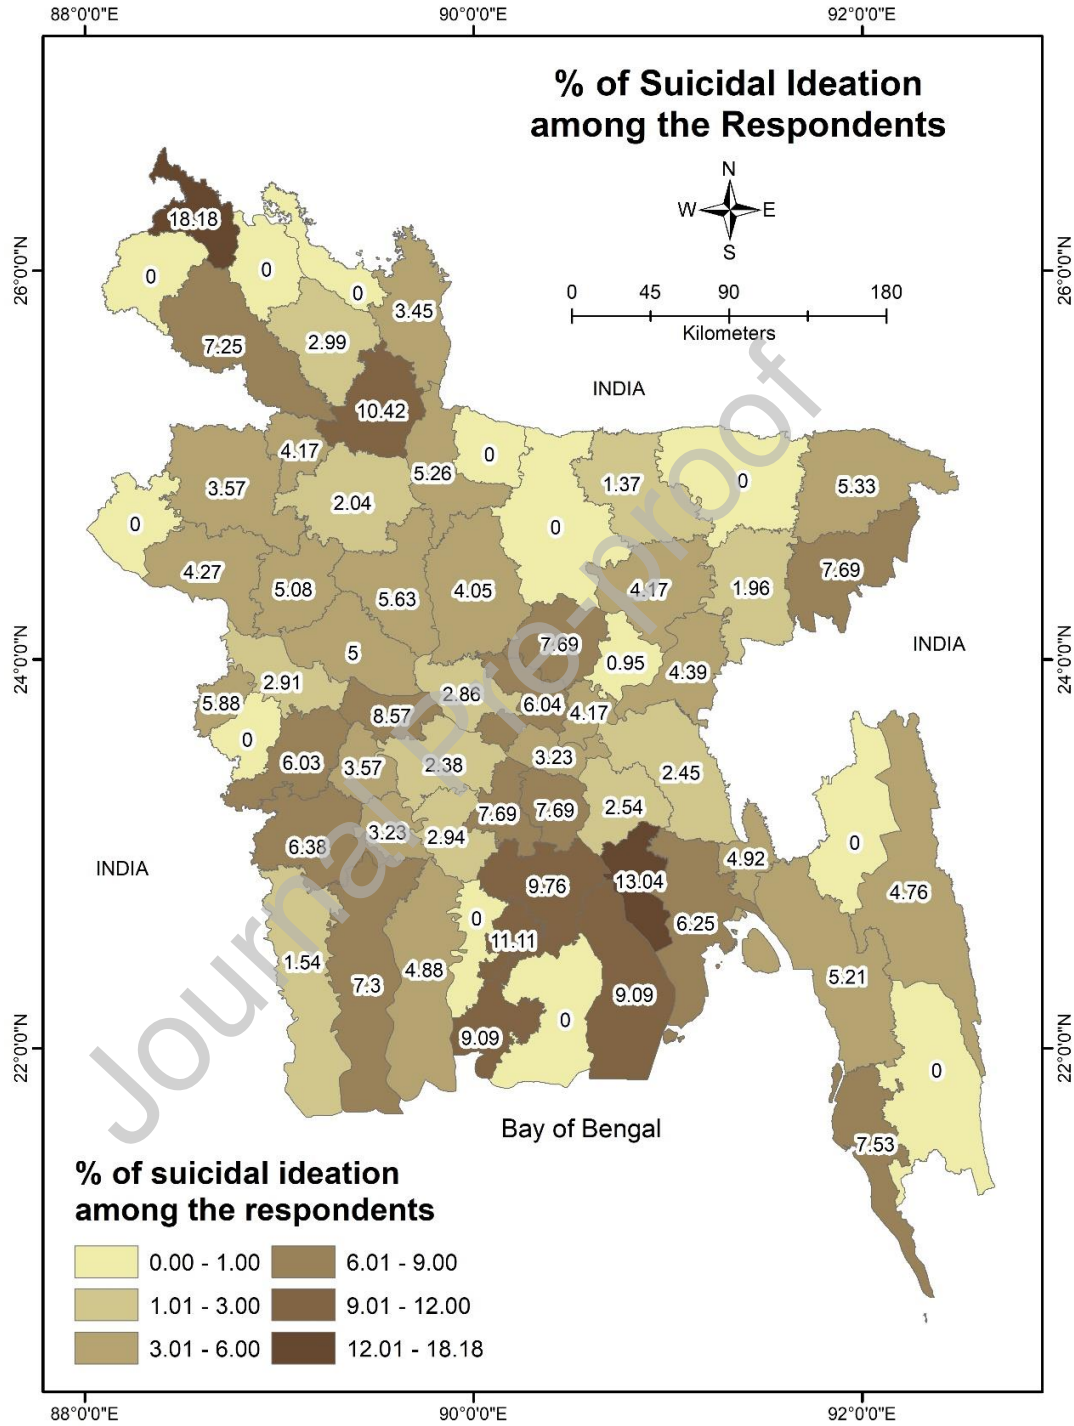 88°0'0"E 90°0'0"E 92°0'0"E
% of Suicidal Ideation
among the Respondents
N
W E
S
0 45 90 180
Kilometers
26°0'0"N 26°0'0"N
24°0'0"N 24°0'0"N
22°0'0"N 22°0'0"N
INDIA
INDIA
INDIA
18.18
0
0
0
3.45
7.25
2.99
10.42
4.17
5.26
0
1.37
0
5.33
3.57
2.04
0
0
4.27
5.08
5.63
4.05
4.17
1.96
7.69
5
7.69
0.95
4.39
2.91
2.86
5.88
8.57
6.04
4.17
0
6.03
3.57
2.38
3.23
2.45
7.69
7.69
2.54
6.38
3.23
2.94
4.92
0
9.76
13.04
4.76
0
11.11
6.25
1.54
7.3
4.88
9.09
5.21
0
9.09
0
7.53
Bay of Bengal
Journal Pre-proof
% of suicidal ideation
among the respondents
0.00 - 1.00 6.01 - 9.00
1.01 - 3.00 9.01 - 12.00
3.01 - 6.00 12.01 - 18.18
88°0'0"E 90°0'0"E 92°0'0"E